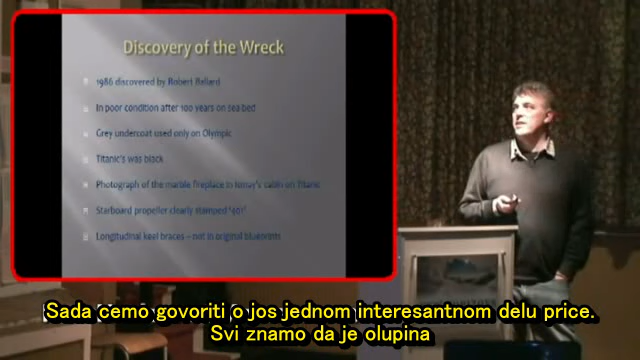 Discovery of the Wreck
1986 discovered by Robert Ballard
In poor condition after 100 years on sea bed
Grey undercoat used only on Olympic
Titanic's was black
Photograph of the marble fireplace in Ismay's cabin on Titanic
Starboard propeller clearly stamped '401'
Longitudinal keel braces – not in original blueprints
Sada cemo govoriti o jos jednom interesantnom delu price.
Svi znamo da je olupina